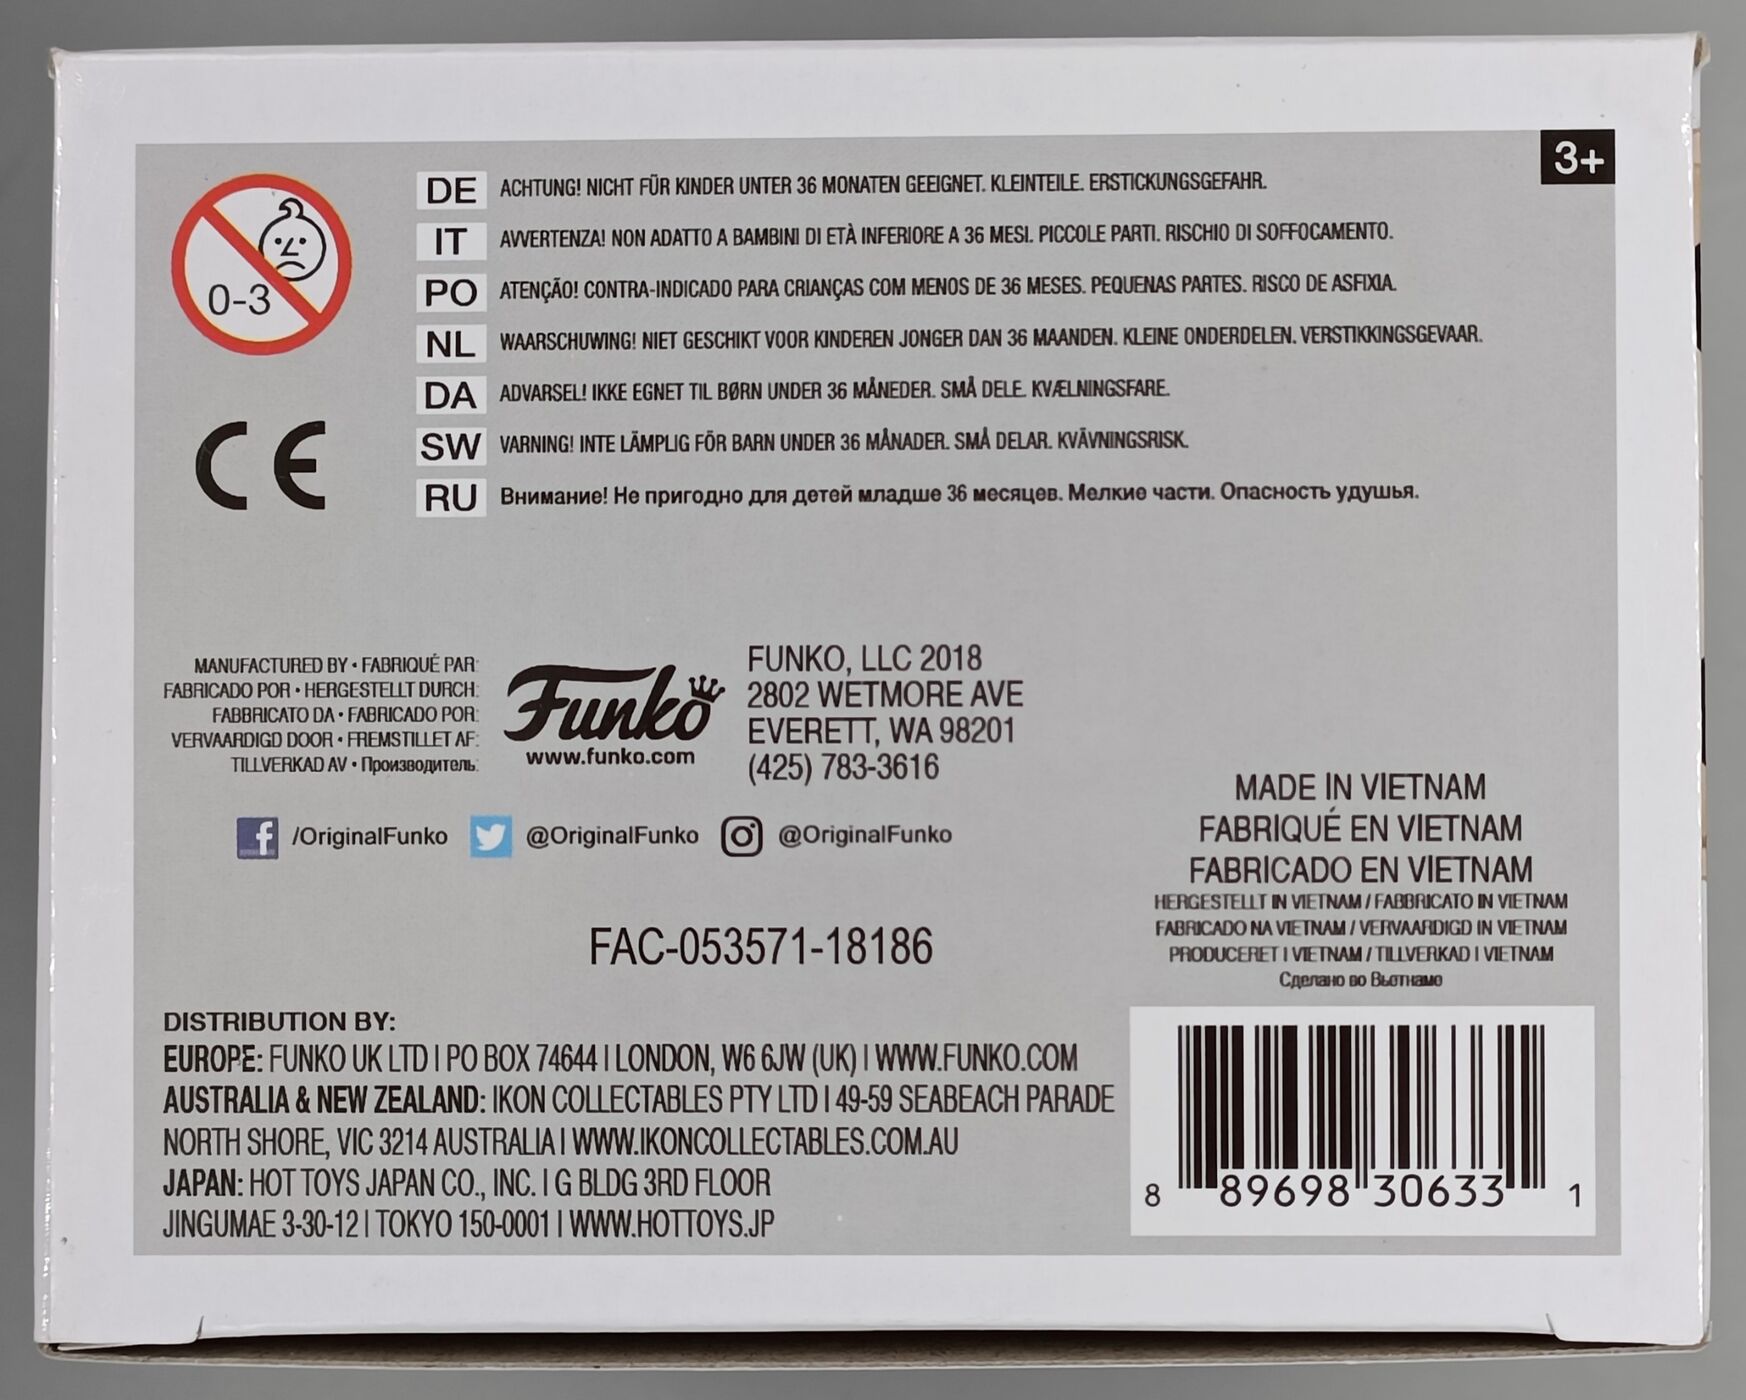 3+
0-3
DE ACHTUNG! NICHT FÜR KINDER UNTER 36 MONATEN GEEIGNET. KLEINTEILE. ERSTICKUNGSGEFAHR.
IT AVVERTENZA! NON ADATTO A BAMBINI DI ETÀ INFERIORE A 36 MESI. PICCOLE PARTI. RISCHIO DI SOFFOCAMENTO.
PO ATENÇÃO! CONTRA-INDICADO PARA CRIANÇAS COM MENOS DE 36 MESES. PEQUENAS PARTES. RISCO DE ASFIXIA.
NL WAARSCHUWING! NIET GESCHIKT VOOR KINDEREN JONGER DAN 36 MAANDEN. KLEINE ONDERDELEN. VERSTIKKINGSGEVAAR.
DA ADVARSEL! IKKE EGNET TIL BØRN UNDER 36 MÅNEDER. SMÅ DELE. KVÆLNINGSFARE.
SW VARNING! INTE LÄMPLIG FÖR BARN UNDER 36 MÅNADER. SMÅ DELAR. KVÄVNINGSRISK.
RU Внимание! Не пригодно для детей младше 36 месяцев. Мелкие части. Опасность удушья.
CE
MANUFACTURED BY • FABRIQUÉ PAR:
FABRICADO POR • HERGESTELLT DURCH:
FABBRICATO DA • FABRICADO POR:
VERVAARDIGD DOOR • FREMSTILLET AF:
TILLVERKAD AV • Производитель:
Funko
www.funko.com
FUNKO, LLC 2018
2802 WETMORE AVE
EVERETT, WA 98201
(425) 783-3616
/OriginalFunko @OriginalFunko @OriginalFunko
MADE IN VIETNAM
FABRIQUÉ EN VIETNAM
FABRICADO EN VIETNAM
HERGESTELLT IN VIETNAM / FABBRICATO IN VIETNAM
FABRICADO NA VIETNAM / VERVAARDIGD IN VIETNAM
PRODUCERET I VIETNAM / TILLVERKAD I VIETNAM
Сделано во Вьетнаме
FAC-053571-18186
DISTRIBUTION BY:
EUROPE: FUNKO UK LTD | PO BOX 74644 | LONDON, W6 6JW (UK) | WWW.FUNKO.COM
AUSTRALIA & NEW ZEALAND: IKON COLLECTABLES PTY LTD | 49-59 SEABEACH PARADE
NORTH SHORE, VIC 3214 AUSTRALIA | WWW.IKONCOLLECTABLES.COM.AU
JAPAN: HOT TOYS JAPAN CO., INC. | G BLDG 3RD FLOOR
JINGUMAE 3-30-12 | TOKYO 150-0001 | WWW.HOTTOYS.JP
8 89698 30633 1